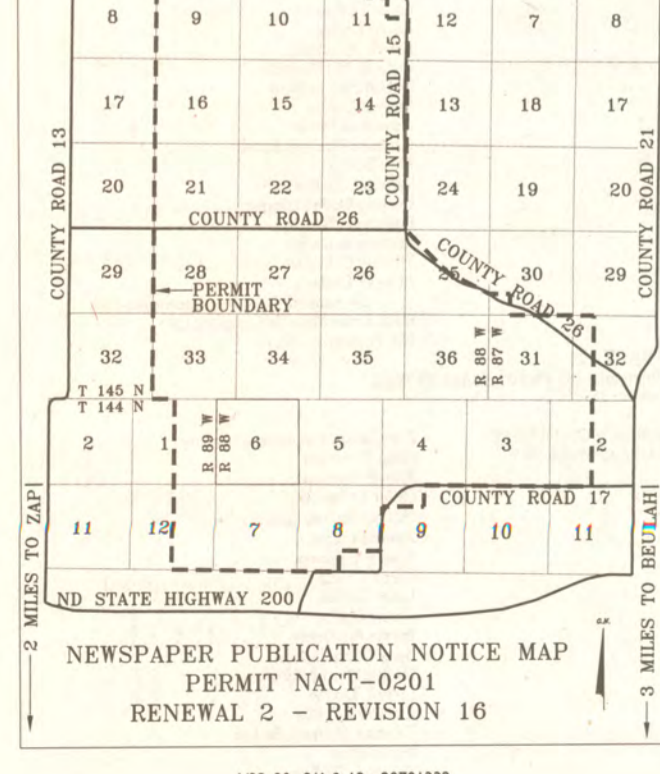 8 9 10 11 12 7 8
COUNTY ROAD 15
17 16 15 14 13 18 17
COUNTY ROAD 13
COUNTY ROAD 21
20 21 22 23 24 19 20
COUNTY ROAD 26
29 28 27 26 25 30 29
COUNTY ROAD 26
PERMIT
BOUNDARY
32 33 34 35 36 31 32
R 88 W
R 87 W
T 145 N
T 144 N
2 1 6 5 4 3 2
R 89 W
R 88 W
COUNTY ROAD 17
11 12 7 8 9 10 11
ND STATE HIGHWAY 200
2 MILES TO ZAP
3 MILES TO BEULAH
NEWSPAPER PUBLICATION NOTICE MAP
PERMIT NACT-0201
RENEWAL 2 - REVISION 16